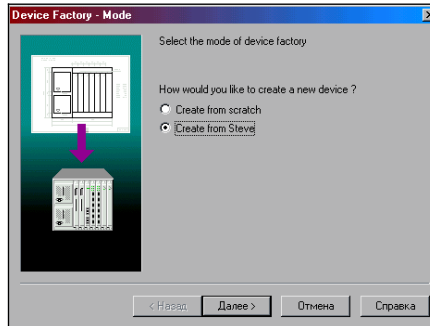 Device Factory - Mode
Select the mode of device factory
How would you like to create a new device ?
Create from scratch
Create from Steve
< Назад
Далее >
Отмена
Справка